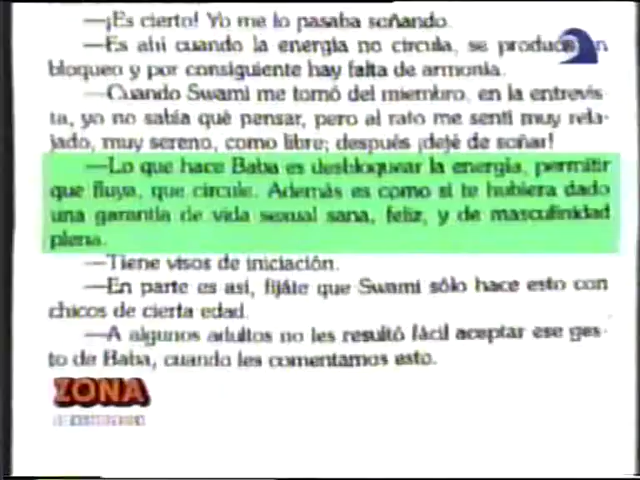 —¡Es cierto! Yo me lo pasaba soñando.
—Es ahí cuando la energía no circula, se produce un
bloqueo y por consiguiente hay falta de armonía.
—Cuando Swami me tomó del miembro, en la entrevis-
ta, yo no sabía qué pensar, pero al rato me sentí muy rela-
jado, muy sereno, como libre; después ¡dejé de soñar!
—Lo que hace Baba es desbloquear la energía, permitir
que fluya, que circule. Además es como si te hubiera dado
una garantía de vida sexual sana, feliz, y de masculinidad
plena.
—Tiene visos de iniciación.
—En parte es así, fijáte que Swami sólo hace esto con
chicos de cierta edad.
—A algunos adultos no les resultó fácil aceptar ese ges-
to de Baba, cuando les comentamos esto.
ZONA